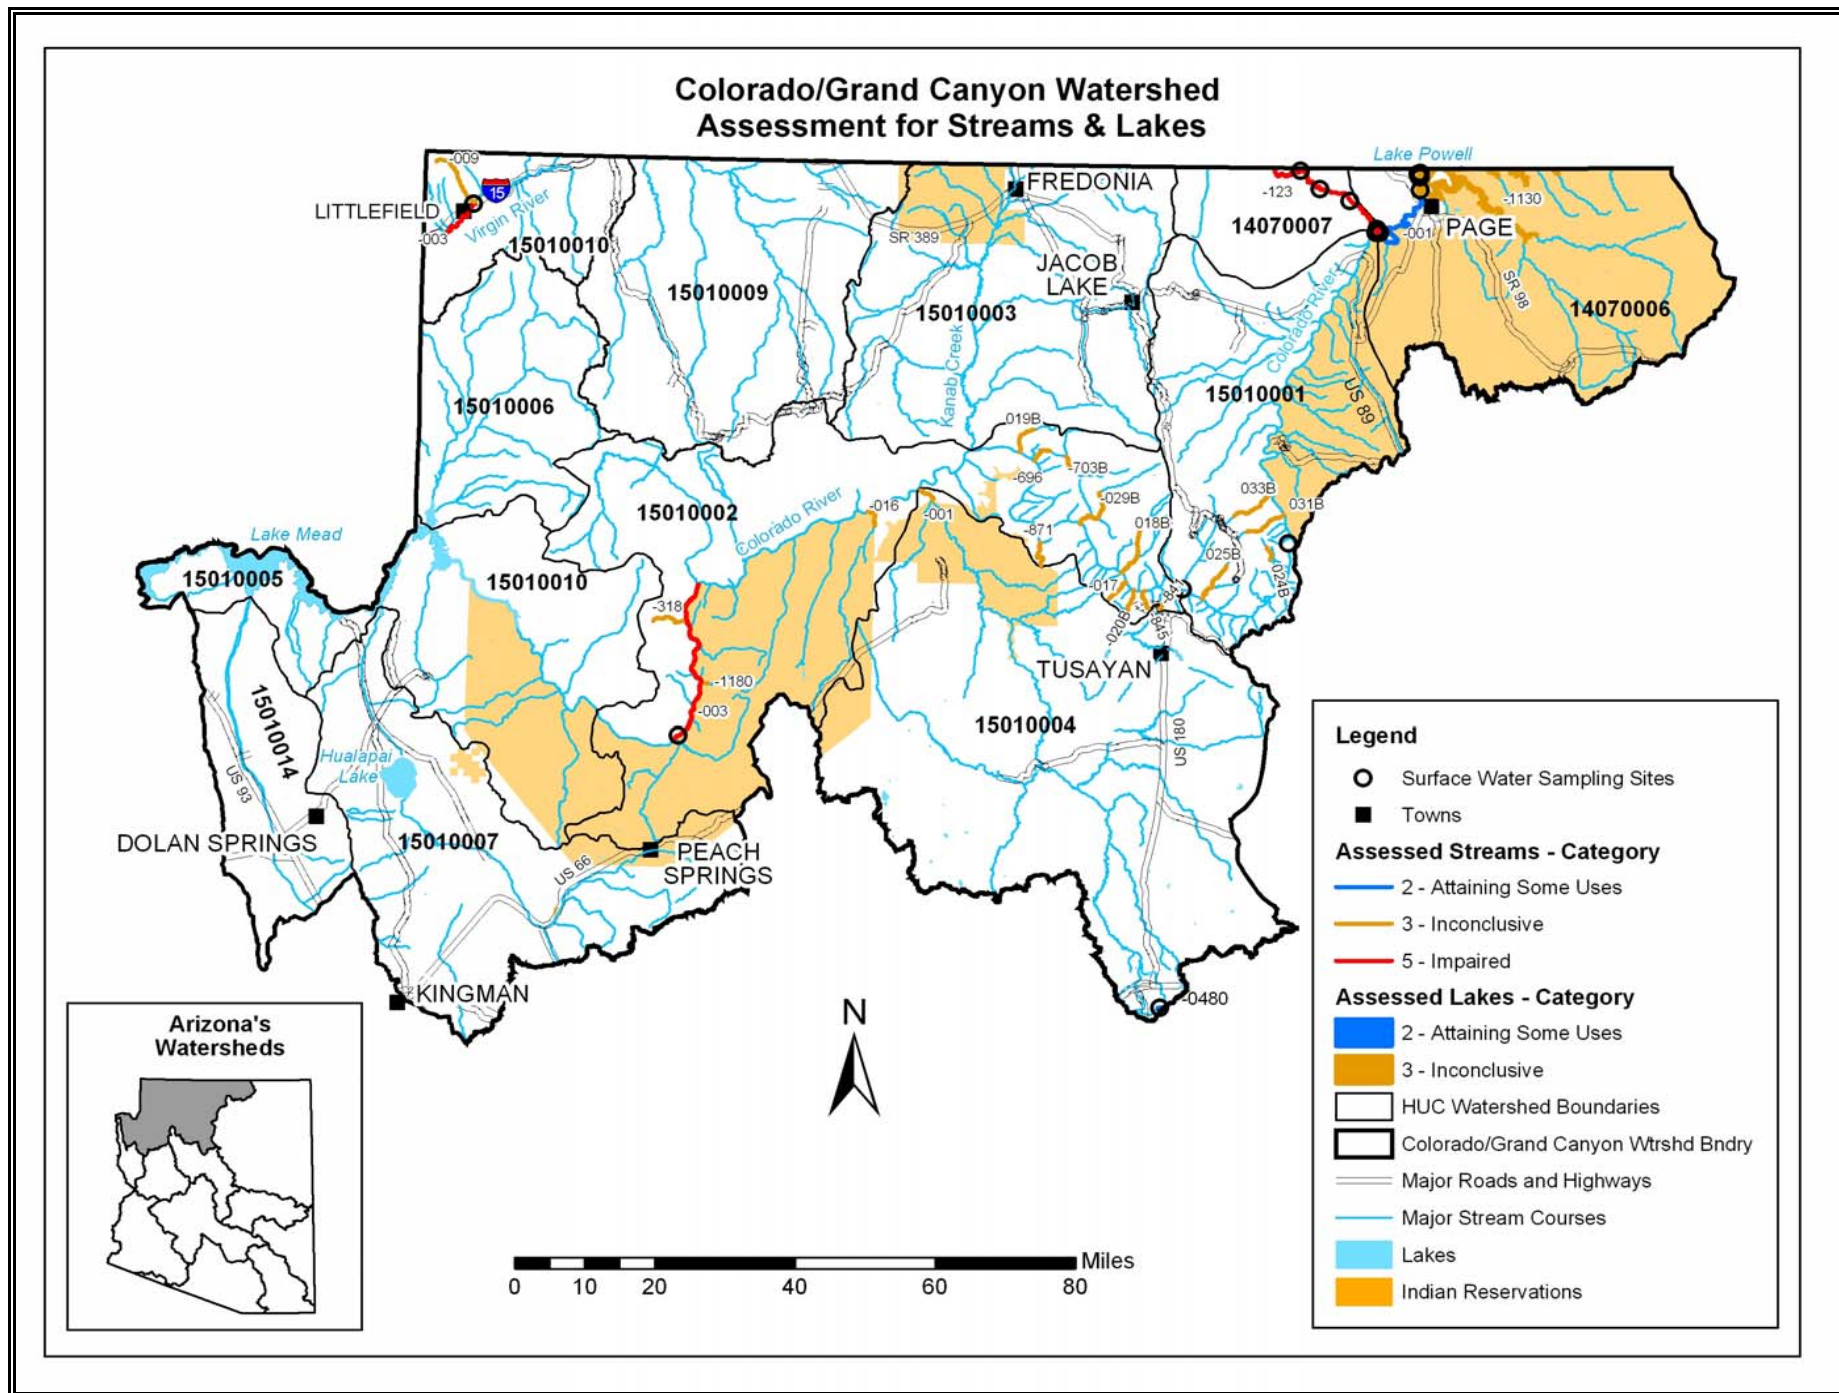 Colorado/Grand Canyon Watershed
Assessment for Streams & Lakes
Lake Powell
-009
15
LITTLEFIELD
Virgin River
-003
15010010
FREDONIA
SR 389
-123
14070007
-1130
-001
PAGE
JACOB
LAKE
15010009
15010003
Colorado River
SR 98
14070006
Kanab Creek
15010001
US 89
15010006
019B
-696
-703B
-029B
033B
031B
15010002
Colorado River
-016
-001
018B
-871
025B
024B
Lake Mead
15010005
15010010
-017
-841
-020B
-845
-318
TUSAYAN
-1180
-003
15010014
15010004
US 180
Hualapai
Lake
US 93
DOLAN SPRINGS
15010007
PEACH
SPRINGS
US 66
KINGMAN
-0480
Legend
Surface Water Sampling Sites
Towns
Assessed Streams - Category
2 - Attaining Some Uses
3 - Inconclusive
5 - Impaired
Assessed Lakes - Category
2 - Attaining Some Uses
3 - Inconclusive
HUC Watershed Boundaries
Colorado/Grand Canyon Wtrshd Bndry
Major Roads and Highways
Major Stream Courses
Lakes
Indian Reservations
Arizona's
Watersheds
N
Miles
0 10 20 40 60 80